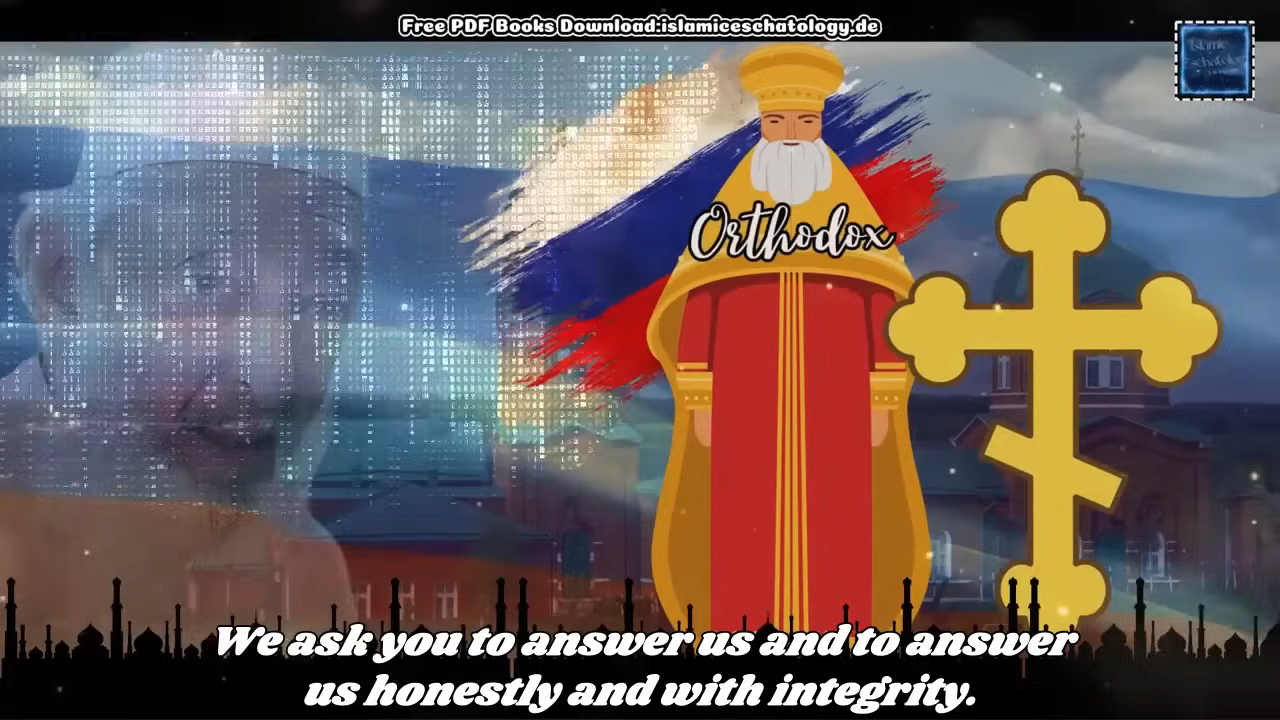 Free PDF Books Download:islamiceschatology.de
Islamic
Orthodox
We ask you to answer us and to answer
us honestly and with integrity.